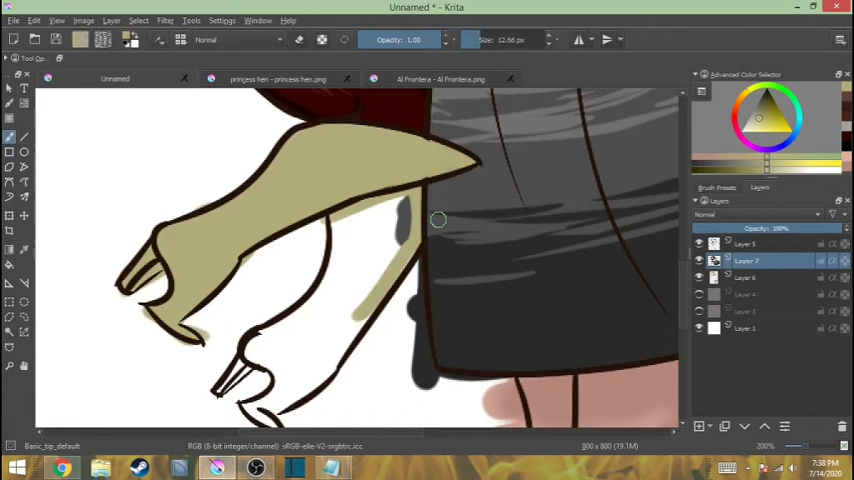 Unnamed * - Krita
File Edit View Image Layer Select Filter Tools Settings Window Help
Normal Opacity: 1.00 Size: 12.66 px
Tool Op...
Unnamed princess hen - princess hen.png Al Frontera - Al Frontera.png
Advanced Color Selector
Brush Presets Layers
Layers
Normal
Opacity: 100%
Layer 5
Layer 7
Layer 6
Layer 4
Layer 3
Layer 1
Basic_tip_default RGB (8-bit integer/channel) sRGB-elle-V2-srgbtrc.icc 800 x 800 (19.1M) 200%
7:38 PM
7/14/2020